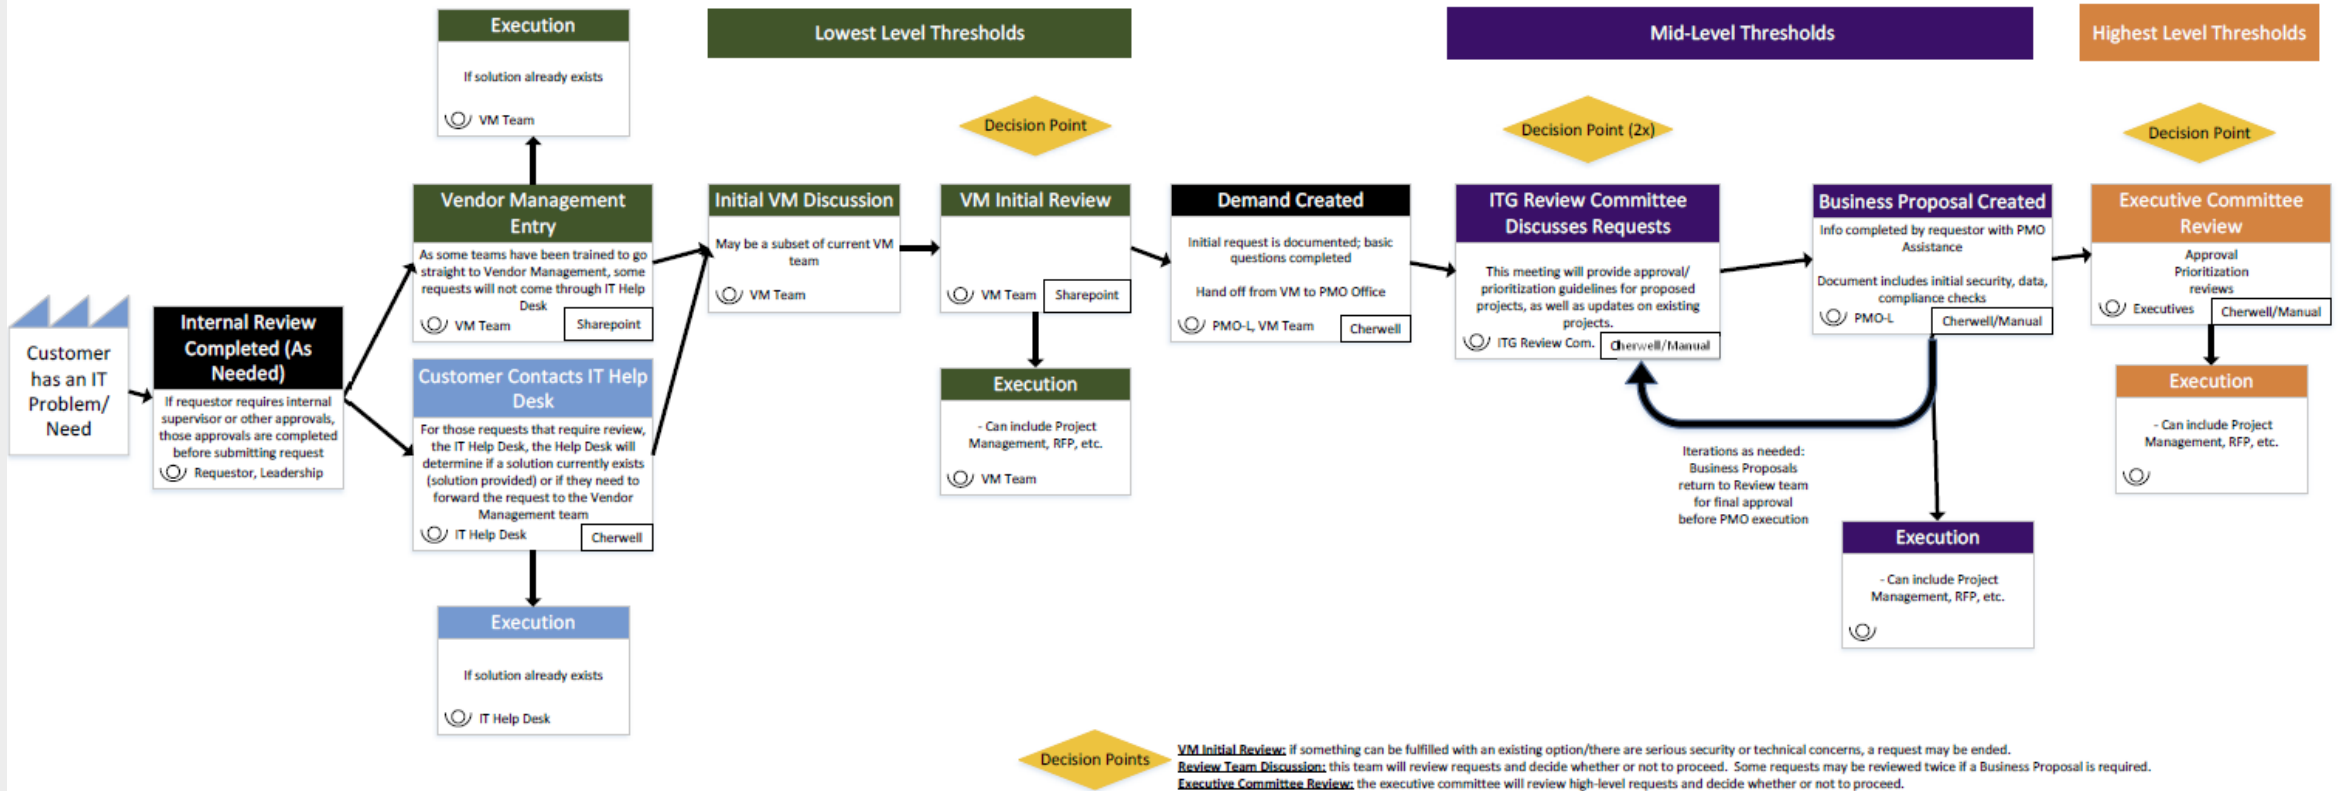 Execution
If solution already exists
VM Team
Lowest Level Thresholds
Mid-Level Thresholds
Highest Level Thresholds
Decision Point
Decision Point (2x)
Decision Point
Customer
has an IT
Problem/
Need
Internal Review
Completed (As
Needed)
If requestor requires internal
supervisor or other approvals,
those approvals are completed
before submitting request
Requestor, Leadership
Vendor Management
Entry
As some teams have been trained to go
straight to Vendor Management, some
requests will not come through IT Help
Desk
VM Team
Sharepoint
Customer Contacts IT Help
Desk
For those requests that require review,
the IT Help Desk, the Help Desk will
determine if a solution currently exists
(solution provided) or if they need to
forward the request to the Vendor
Management team
IT Help Desk
Cherwell
Execution
If solution already exists
IT Help Desk
Initial VM Discussion
May be a subset of current VM
team
VM Team
VM Initial Review
VM Team
Sharepoint
Execution
- Can include Project
Management, RFP, etc.
VM Team
Demand Created
Initial request is documented; basic
questions completed
Hand off from VM to PMO Office
PMO-L, VM Team
Cherwell
ITG Review Committee
Discusses Requests
This meeting will provide approval/
prioritization guidelines for proposed
projects, as well as updates on existing
projects.
ITG Review Com.
Cherwell/Manual
Business Proposal Created
Info completed by requestor with PMO
Assistance
Document includes initial security, data,
compliance checks
PMO-L
Cherwell/Manual
Iterations as needed:
Business Proposals
return to Review team
for final approval
before PMO execution
Execution
- Can include Project
Management, RFP, etc.
Executive Committee
Review
Approval
Prioritization
reviews
Executives
Cherwell/Manual
Execution
- Can include Project
Management, RFP, etc.
Decision Points
VM Initial Review: if something can be fulfilled with an existing option/there are serious security or technical concerns, a request may be ended.
Review Team Discussion: this team will review requests and decide whether or not to proceed. Some requests may be reviewed twice if a Business Proposal is required.
Executive Committee Review: the executive committee will review high-level requests and decide whether or not to proceed.